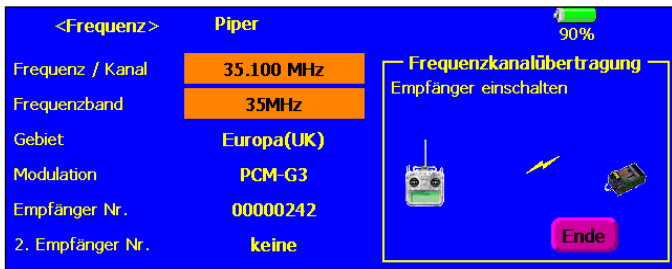 <Frequenz> Piper
90%
Frequenz / Kanal 35.100 MHz
Frequenzband 35MHz
Gebiet Europa(UK)
Modulation PCM-G3
Empfänger Nr. 00000242
2. Empfänger Nr. keine
Frequenzkanalübertragung
Empfänger einschalten
Ende